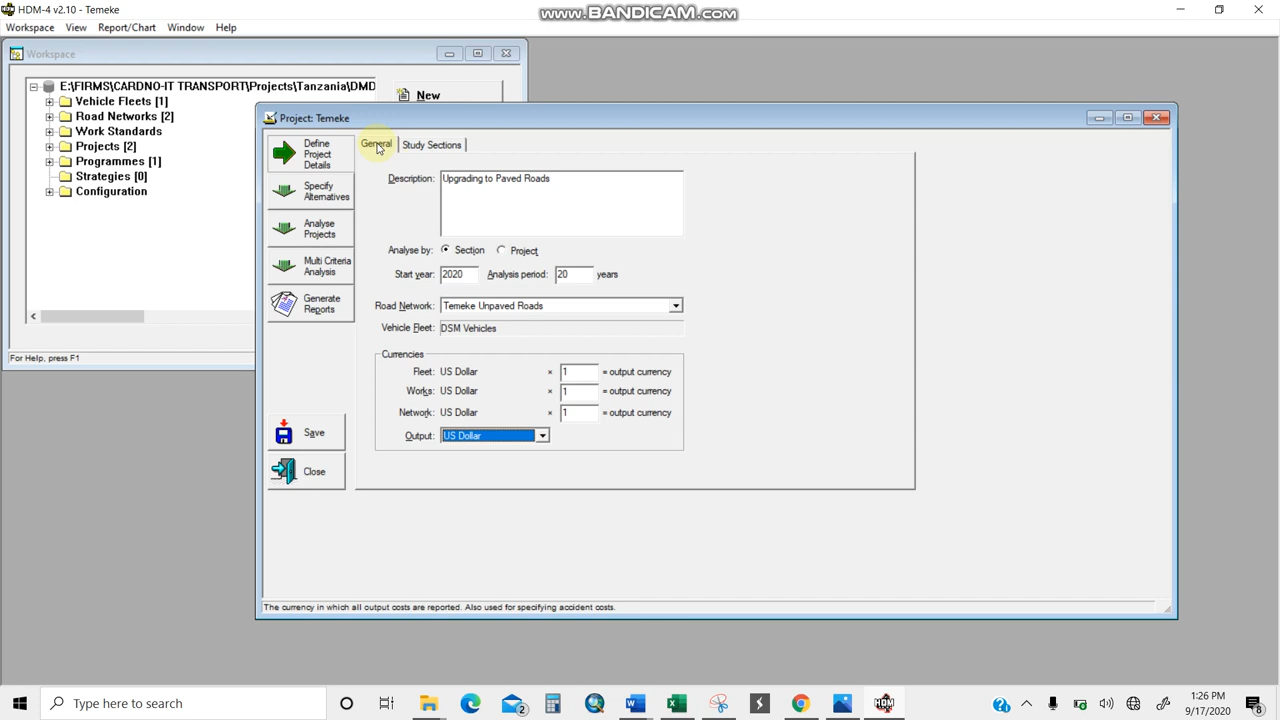 HDM-4 v2.10 - Temeke
www.BANDICAM.com
Workspace View Report/Chart Window Help
Workspace
E:\FIRMS\CARDNO-IT TRANSPORT\Projects\Tanzania\DMD
Vehicle Fleets [1]
Road Networks [2]
Work Standards
Projects [2]
Programmes [1]
Strategies [0]
Configuration
New
For Help, press F1
Project: Temeke
Define
Project
Details
Specify
Alternatives
Analyse
Projects
Multi Criteria
Analysis
Generate
Reports
Save
Close
General Study Sections
Description: Upgrading to Paved Roads
Analyse by: Section Project
Start year: 2020 Analysis period: 20 years
Road Network: Temeke Unpaved Roads
Vehicle Fleet: DSM Vehicles
Currencies
Fleet: US Dollar × 1 = output currency
Works: US Dollar × 1 = output currency
Network: US Dollar × 1 = output currency
Output: US Dollar
The currency in which all output costs are reported. Also used for specifying accident costs.
Type here to search
2
1:26 PM
9/17/2020
8